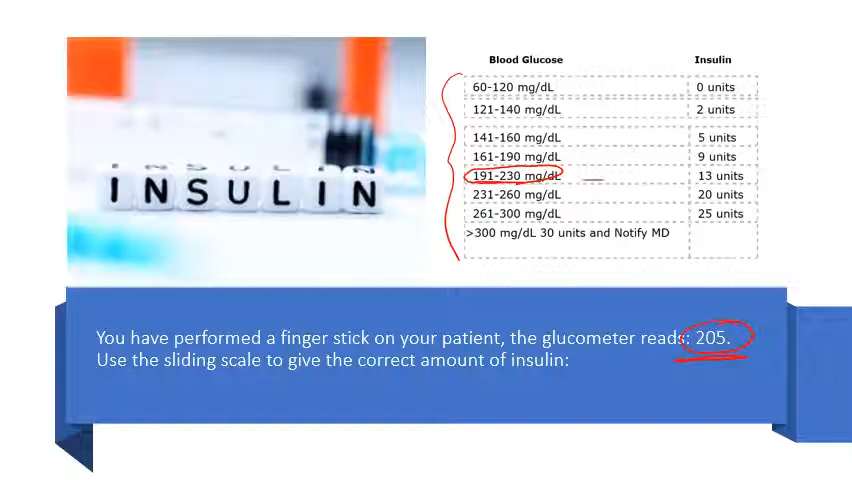 INSULIN
Blood Glucose Insulin
60-120 mg/dL 0 units
121-140 mg/dL 2 units
141-160 mg/dL 5 units
161-190 mg/dL 9 units
191-230 mg/dL 13 units
231-260 mg/dL 20 units
261-300 mg/dL 25 units
>300 mg/dL 30 units and Notify MD
You have performed a finger stick on your patient, the glucometer reads: 205.
Use the sliding scale to give the correct amount of insulin: